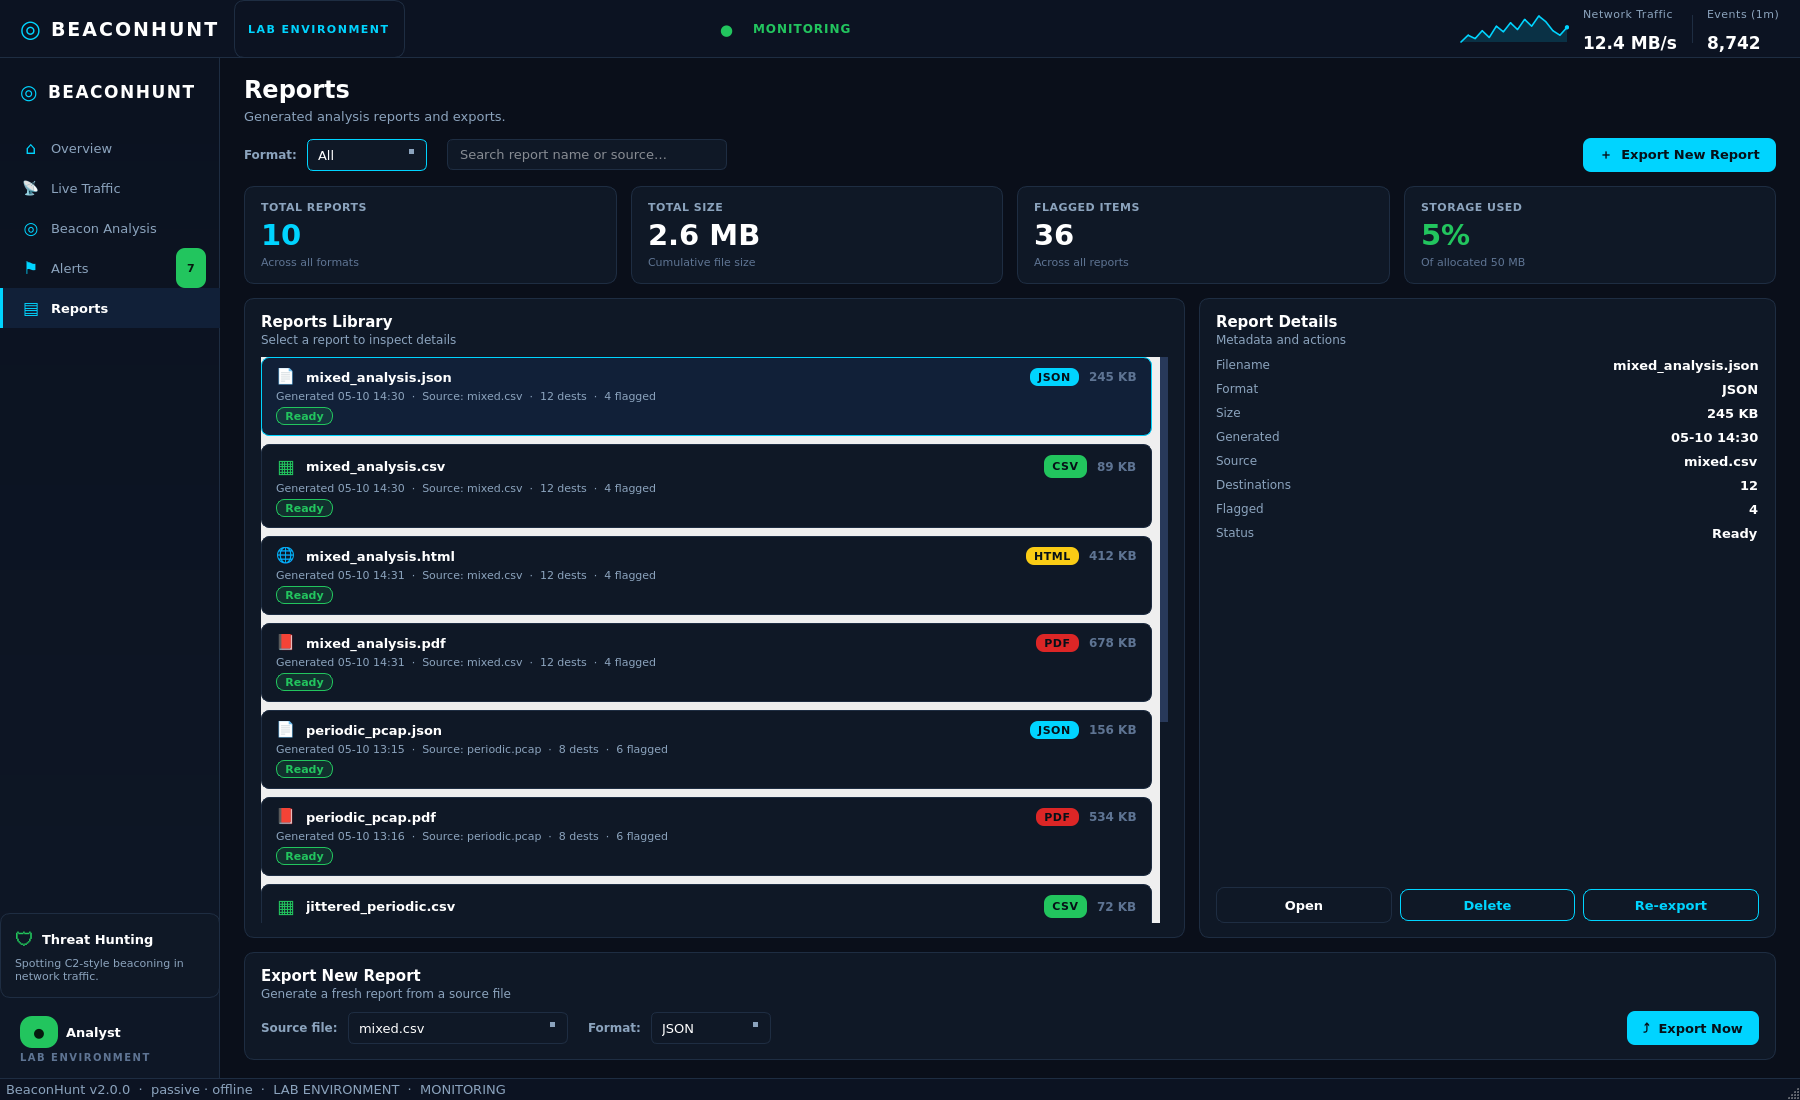 BEACONHUNT
LAB ENVIRONMENT
MONITORING
Network Traffic
12.4 MB/s
Events (1m)
8,742
BEACONHUNT
Overview
Live Traffic
Beacon Analysis
Alerts
7
Reports
Threat Hunting
Spotting C2-style beaconing in
network traffic.
Analyst
LAB ENVIRONMENT
Reports
Generated analysis reports and exports.
Format:
All
Search report name or source...
+ Export New Report
TOTAL REPORTS
10
Across all formats
TOTAL SIZE
2.6 MB
Cumulative file size
FLAGGED ITEMS
36
Across all reports
STORAGE USED
5%
Of allocated 50 MB
Reports Library
Select a report to inspect details
mixed_analysis.json JSON 245 KB
Generated 05-10 14:30 · Source: mixed.csv · 12 dests · 4 flagged
Ready
mixed_analysis.csv CSV 89 KB
Generated 05-10 14:30 · Source: mixed.csv · 12 dests · 4 flagged
Ready
mixed_analysis.html HTML 412 KB
Generated 05-10 14:31 · Source: mixed.csv · 12 dests · 4 flagged
Ready
mixed_analysis.pdf PDF 678 KB
Generated 05-10 14:31 · Source: mixed.csv · 12 dests · 4 flagged
Ready
periodic_pcap.json JSON 156 KB
Generated 05-10 13:15 · Source: periodic.pcap · 8 dests · 6 flagged
Ready
periodic_pcap.pdf PDF 534 KB
Generated 05-10 13:16 · Source: periodic.pcap · 8 dests · 6 flagged
Ready
jittered_periodic.csv CSV 72 KB
Report Details
Metadata and actions
Filename mixed_analysis.json
Format JSON
Size 245 KB
Generated 05-10 14:30
Source mixed.csv
Destinations 12
Flagged 4
Status Ready
Open
Delete
Re-export
Export New Report
Generate a fresh report from a source file
Source file:
mixed.csv
Format:
JSON
Export Now
BeaconHunt v2.0.0 · passive · offline · LAB ENVIRONMENT · MONITORING